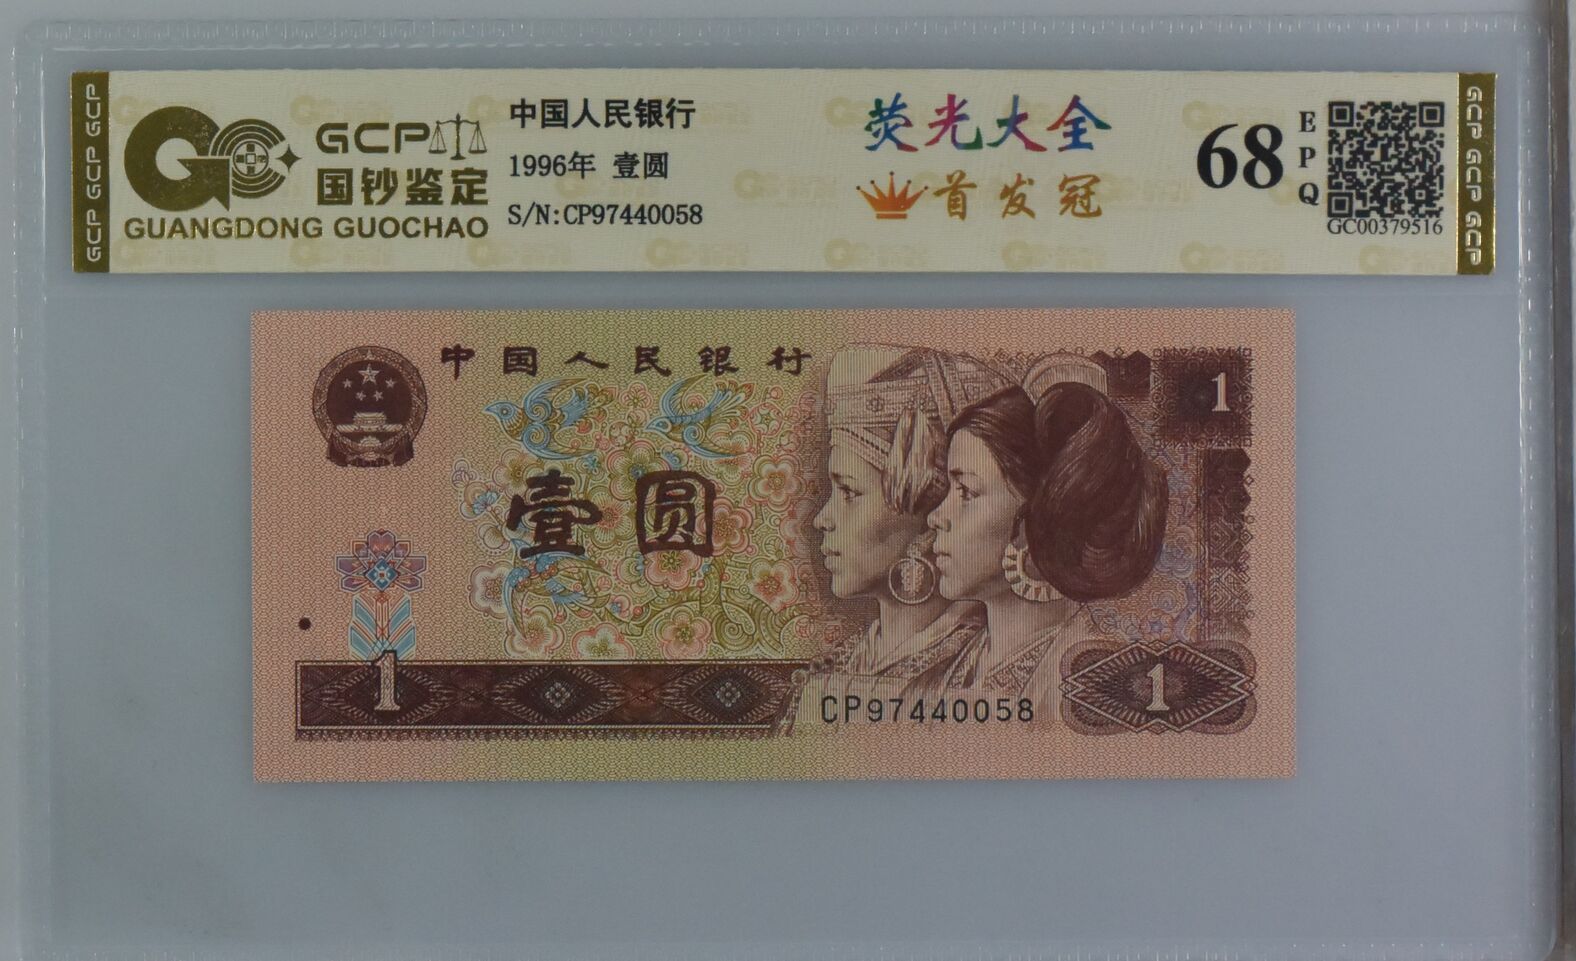 GCP GCP GCP
GCP
国钞鉴定
GUANGDONG GUOCHAO
中国人民银行
1996年 壹圆
S/N:CP97440058
荧光大全
首发冠
68
EPQ
GC00379516
GCP GCP GCP
中国人民银行
1
壹圆
1
CP97440058
1